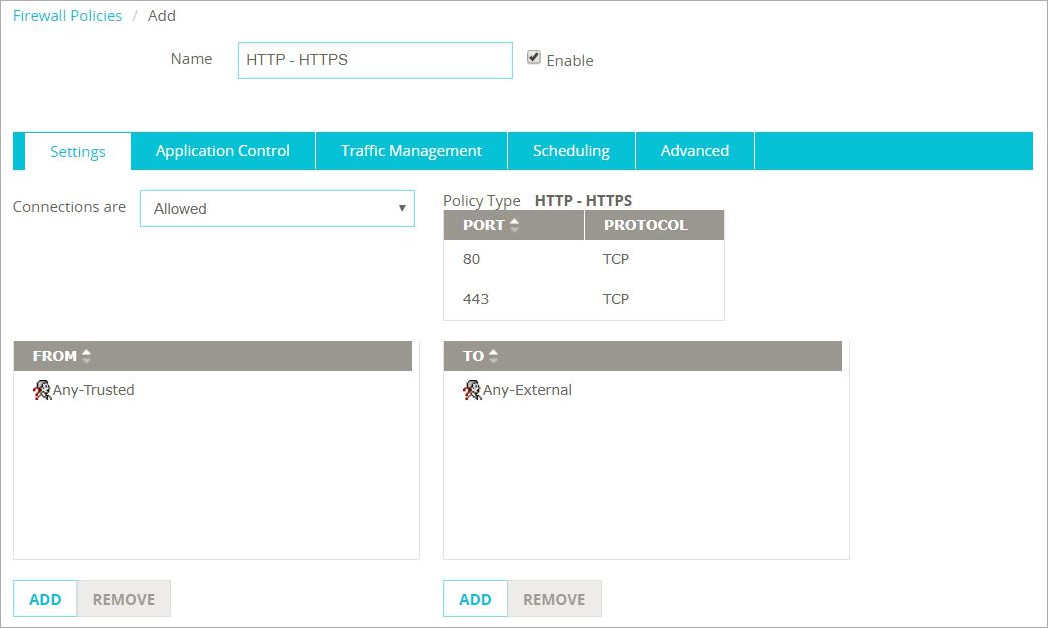 Firewall Policies / Add
Name HTTP - HTTPS Enable
Settings Application Control Traffic Management Scheduling Advanced
Connections are Allowed
Policy Type HTTP - HTTPS
PORT PROTOCOL
80 TCP
443 TCP
FROM
Any-Trusted
ADD REMOVE
TO
Any-External
ADD REMOVE